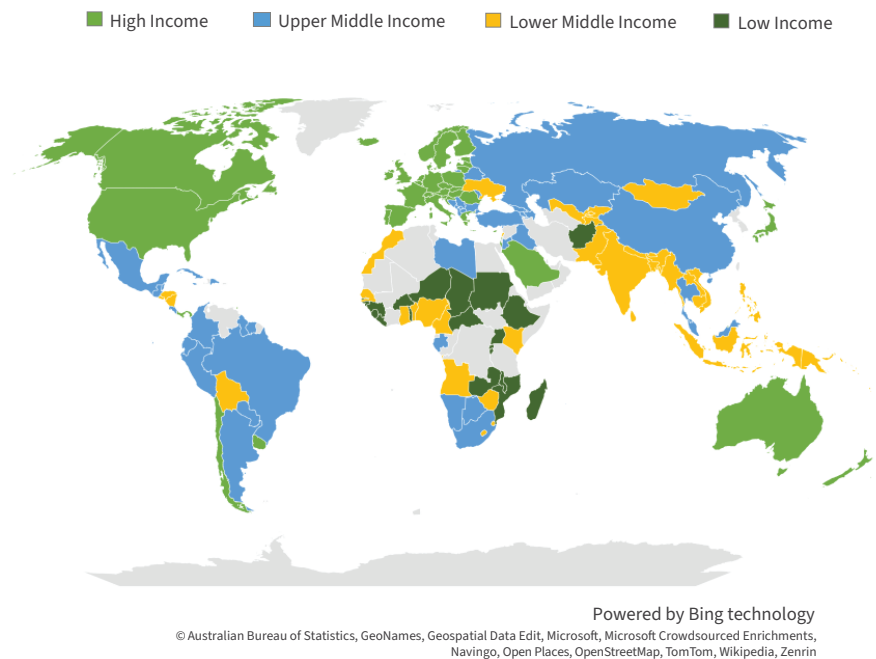 High Income Upper Middle Income Lower Middle Income Low Income
Powered by Bing technology
© Australian Bureau of Statistics, GeoNames, Geospatial Data Edit, Microsoft, Microsoft Crowdsourced Enrichments,
Navingo, Open Places, OpenStreetMap, TomTom, Wikipedia, Zenrin